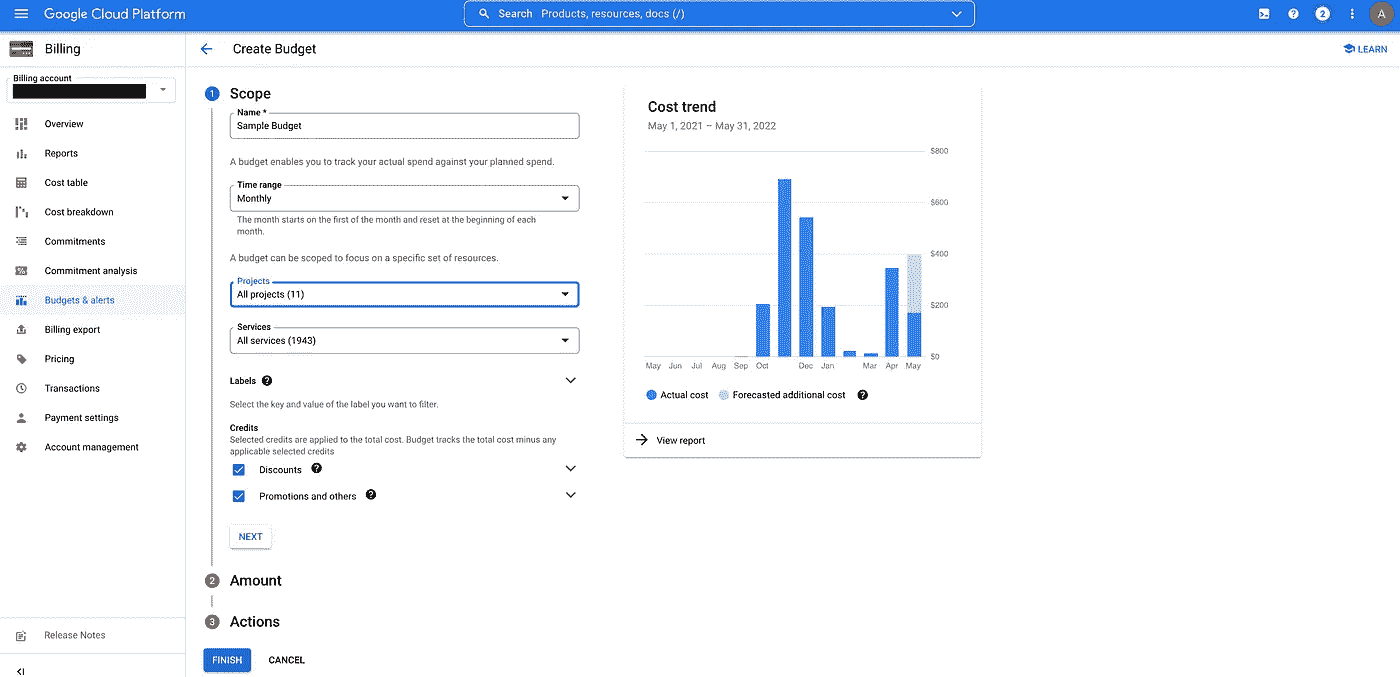 Google Cloud Platform
Search Products, resources, docs (/)
2
A
Billing
Create Budget
LEARN
Billing account
Overview
Reports
Cost table
Cost breakdown
Commitments
Commitment analysis
Budgets & alerts
Billing export
Pricing
Transactions
Payment settings
Account management
Release Notes
1 Scope
Name *
Sample Budget
A budget enables you to track your actual spend against your planned spend.
Time range
Monthly
The month starts on the first of the month and reset at the beginning of each
month.
A budget can be scoped to focus on a specific set of resources.
Projects
All projects (11)
Services
All services (1943)
Labels ?
Select the key and value of the label you want to filter.
Credits
Selected credits are applied to the total cost. Budget tracks the total cost minus any
applicable selected credits
Discounts ?
Promotions and others ?
NEXT
2 Amount
3 Actions
FINISH CANCEL
Cost trend
May 1, 2021 – May 31, 2022
$800
$600
$400
$200
$0
May Jun Jul Aug Sep Oct Dec Jan Mar Apr May
Actual cost Forecasted additional cost ?
View report